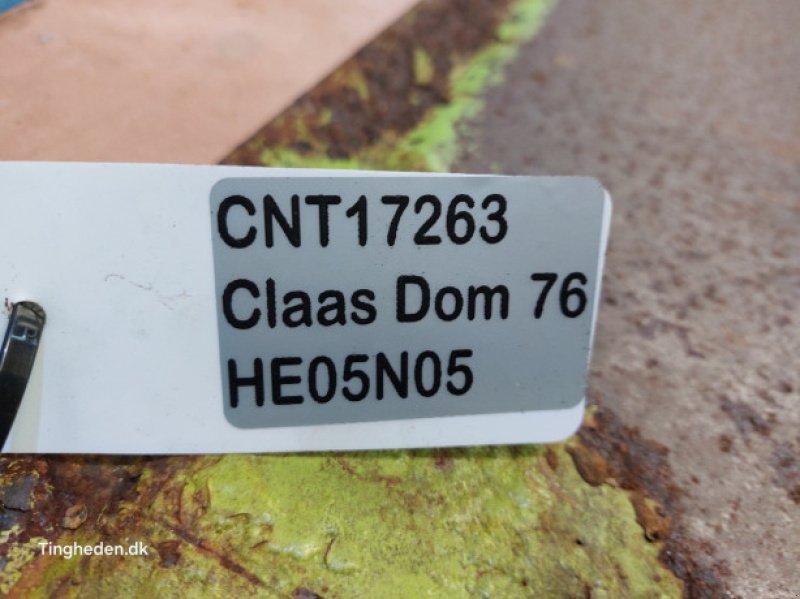 CNT17263
Claas Dom 76
HE05N05
Tingheden.dk